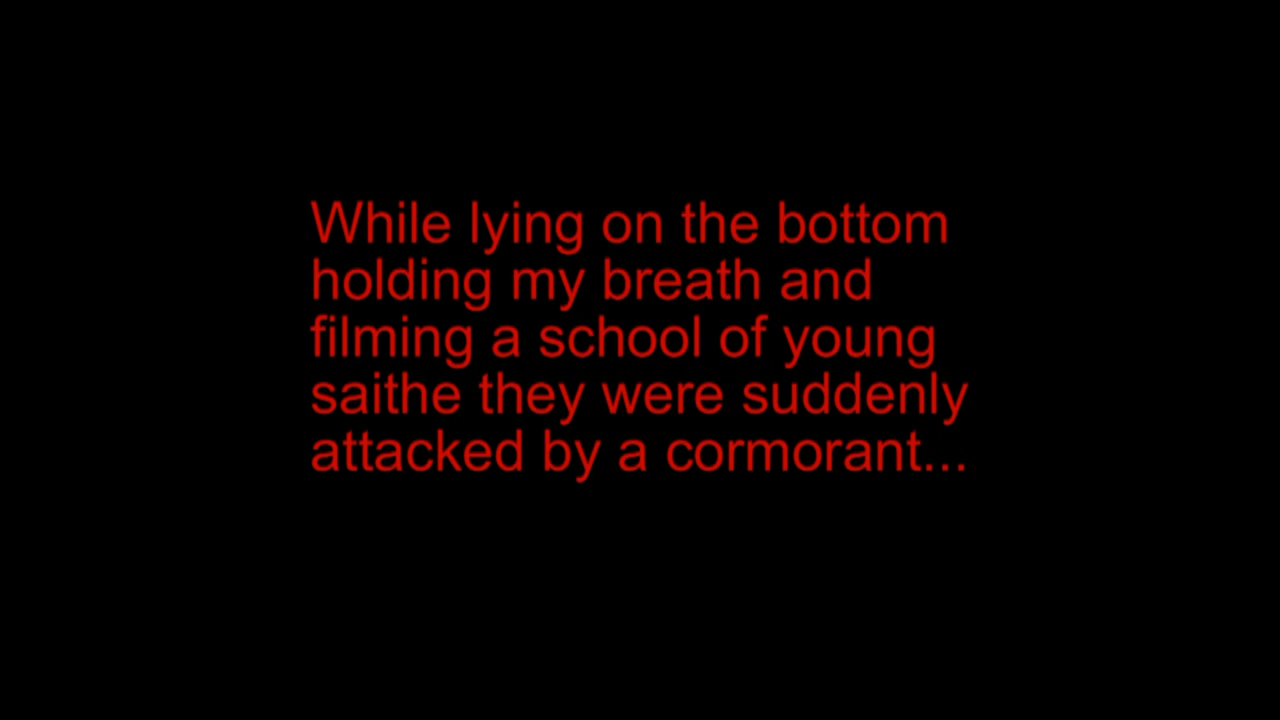 While lying on the bottom
holding my breath and
filming a school of young
saithe they were suddenly
attacked by a cormorant...